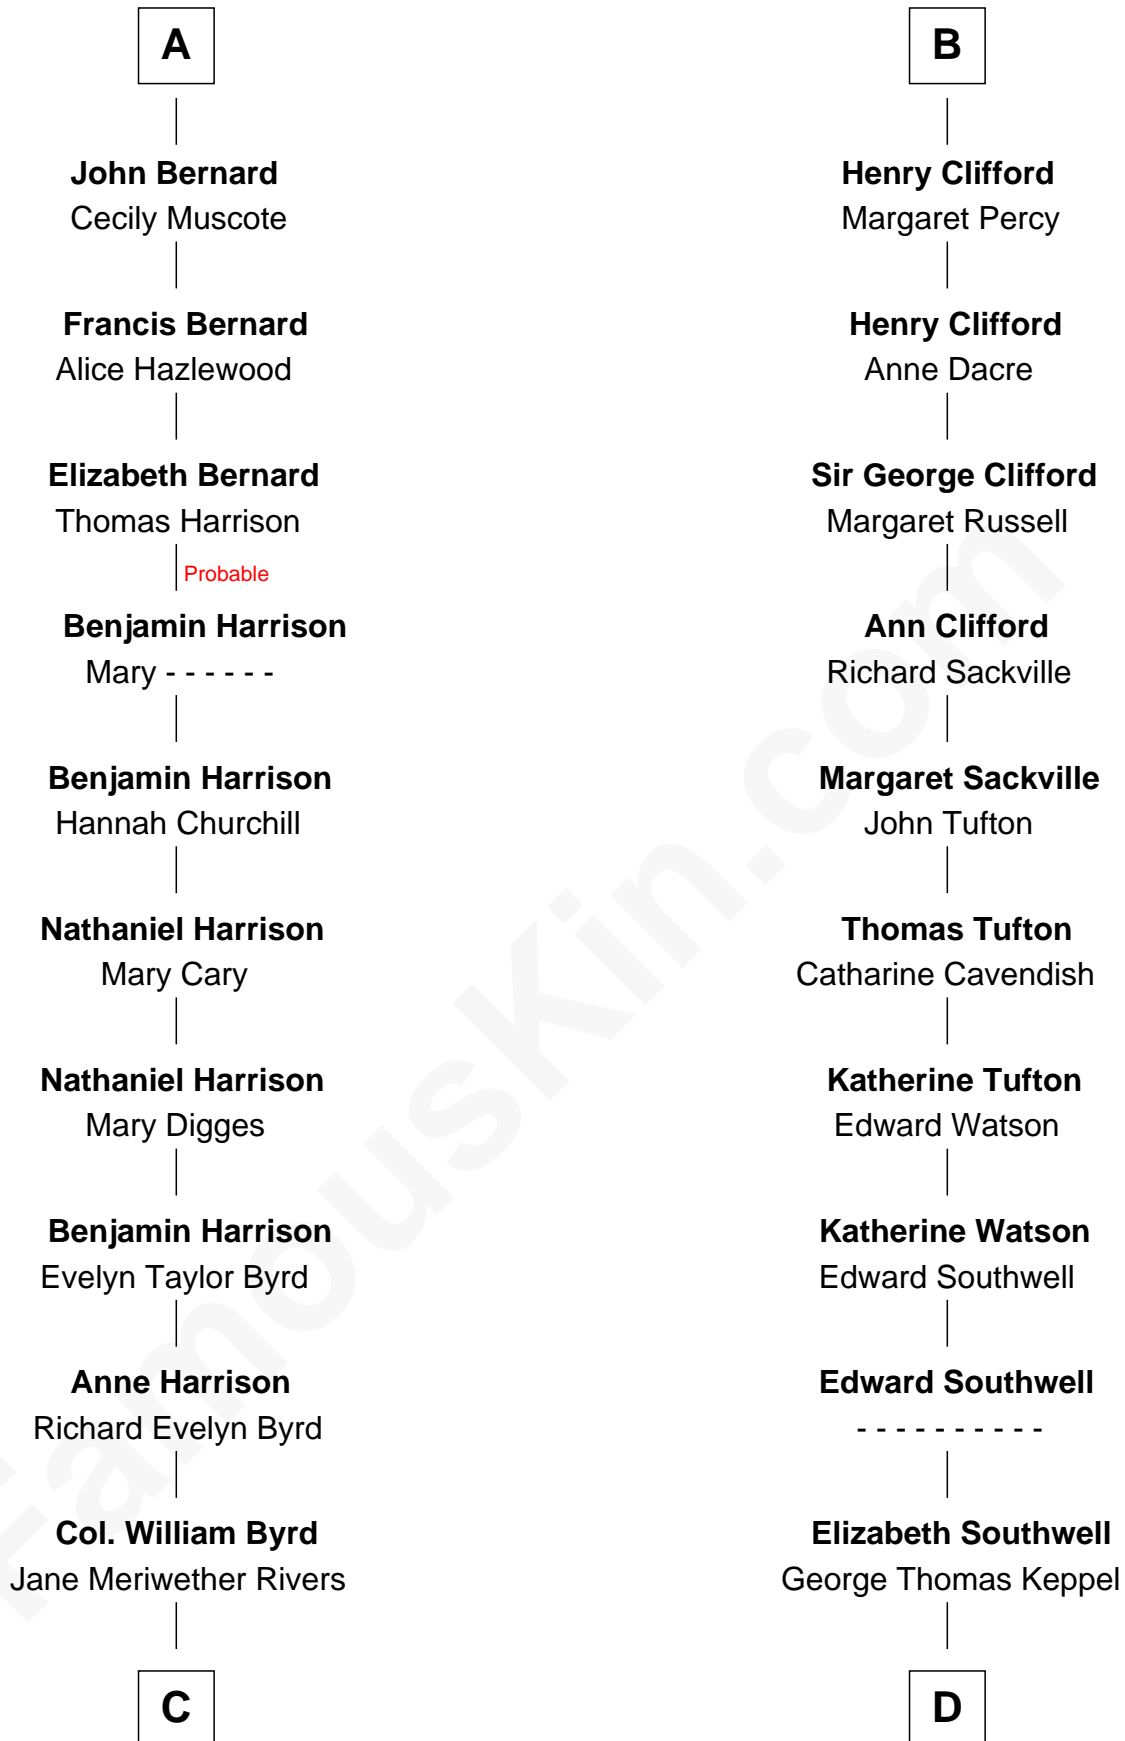 A
John Bernard
Cecily Muscote
Francis Bernard
Alice Hazlewood
Elizabeth Bernard
Thomas Harrison
Probable
Benjamin Harrison
Mary - - - - - -
Benjamin Harrison
Hannah Churchill
Nathaniel Harrison
Mary Cary
Nathaniel Harrison
Mary Digges
Benjamin Harrison
Evelyn Taylor Byrd
Anne Harrison
Richard Evelyn Byrd
Col. William Byrd
Jane Meriwether Rivers
C
B
Henry Clifford
Margaret Percy
Henry Clifford
Anne Dacre
Sir George Clifford
Margaret Russell
Ann Clifford
Richard Sackville
Margaret Sackville
John Tufton
Thomas Tufton
Catharine Cavendish
Katherine Tufton
Edward Watson
Katherine Watson
Edward Southwell
Edward Southwell
- - - - - - - - - -
Elizabeth Southwell
George Thomas Keppel
D
FamousKin.com